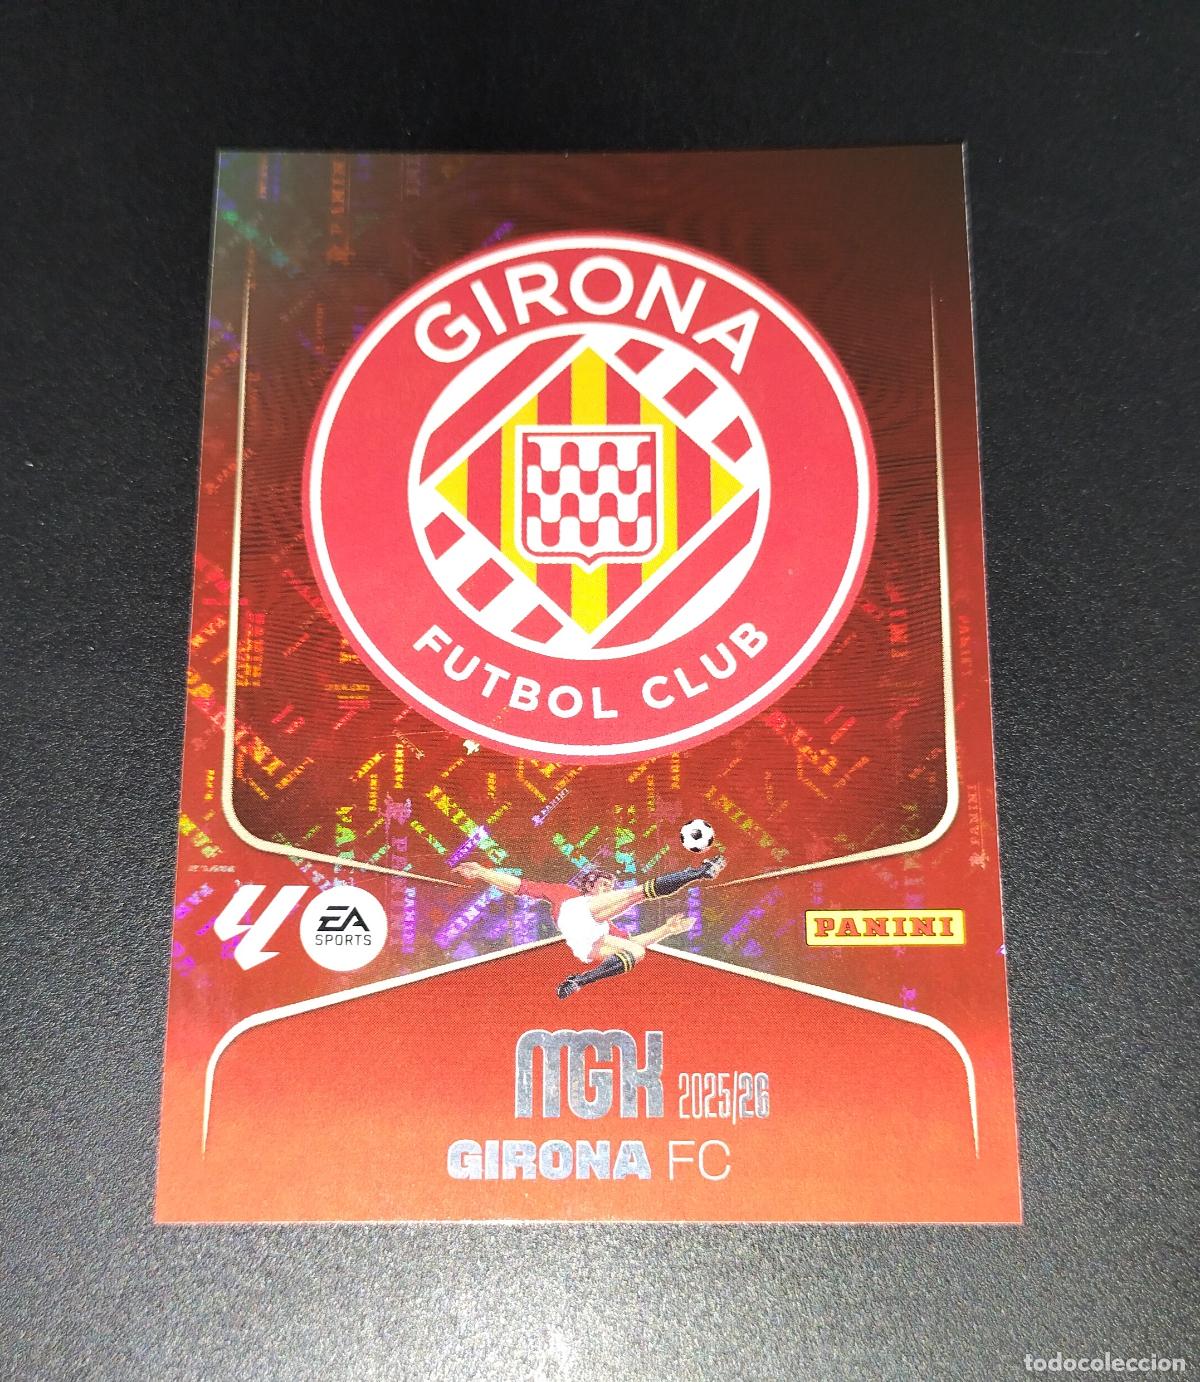 GIRONA
FUTBOL CLUB
EA
SPORTS
PANINI
MGK 2025/26
GIRONA FC
todocoleccion